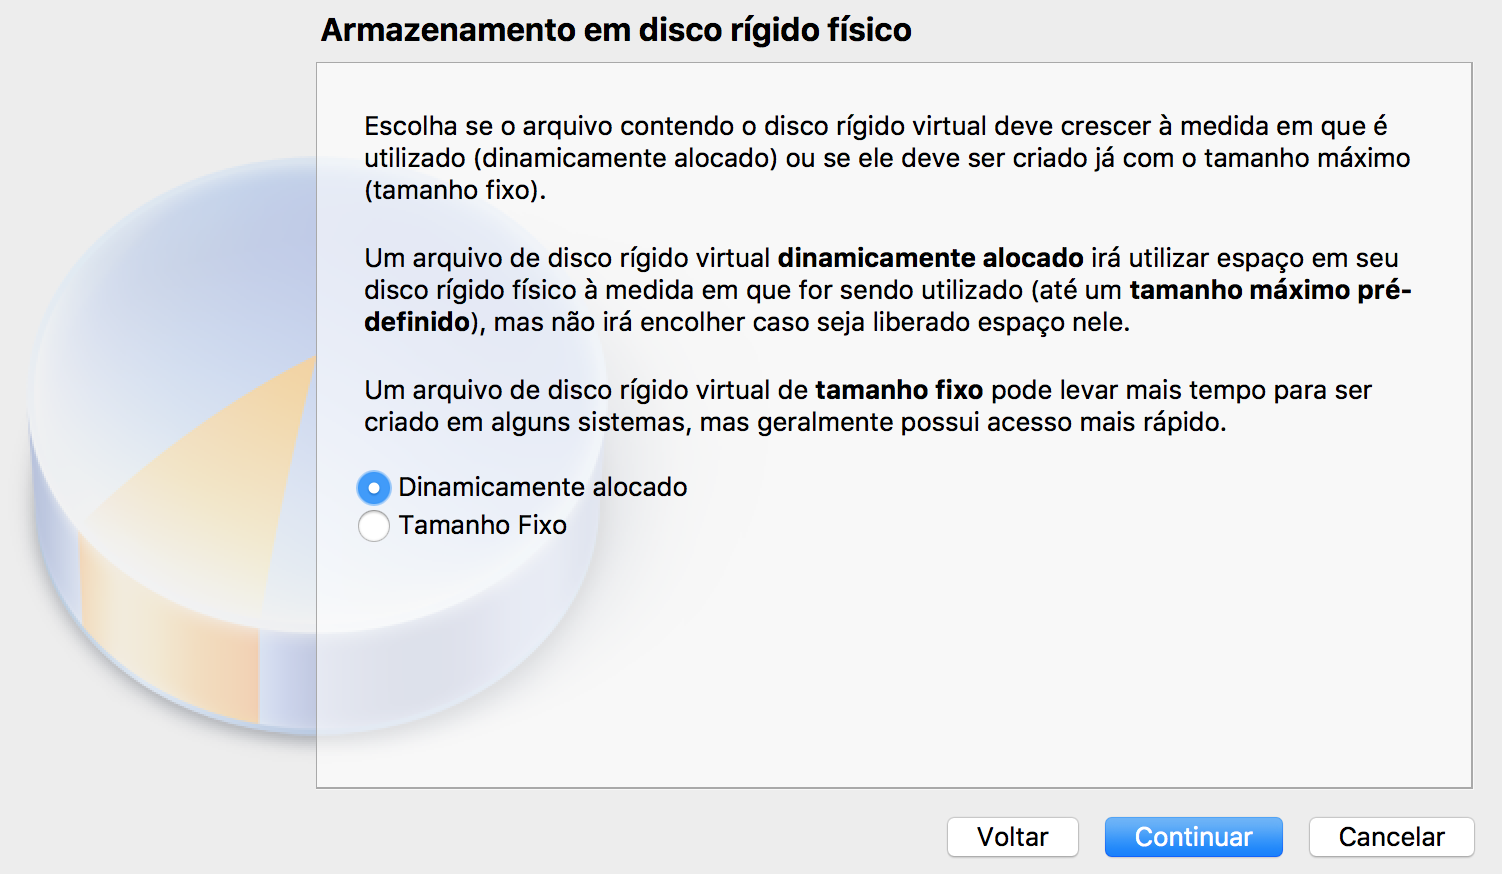 Armazenamento em disco rígido físico
Escolha se o arquivo contendo o disco rígido virtual deve crescer à medida em que é
utilizado (dinamicamente alocado) ou se ele deve ser criado já com o tamanho máximo
(tamanho fixo).
Um arquivo de disco rígido virtual dinamicamente alocado irá utilizar espaço em seu
disco rígido físico à medida em que for sendo utilizado (até um tamanho máximo pré-
definido), mas não irá encolher caso seja liberado espaço nele.
Um arquivo de disco rígido virtual de tamanho fixo pode levar mais tempo para ser
criado em alguns sistemas, mas geralmente possui acesso mais rápido.
Dinamicamente alocado
Tamanho Fixo
Voltar Continuar Cancelar